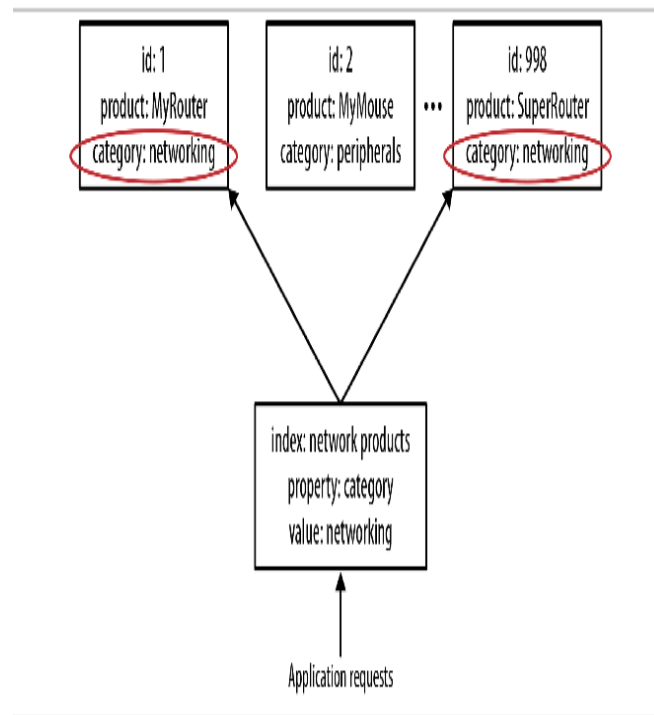 id: 1
product: MyRouter
category: networking
id: 2
product: MyMouse
category: peripherals
...
id: 998
product: SuperRouter
category: networking
index: network products
property: category
value: networking
Application requests